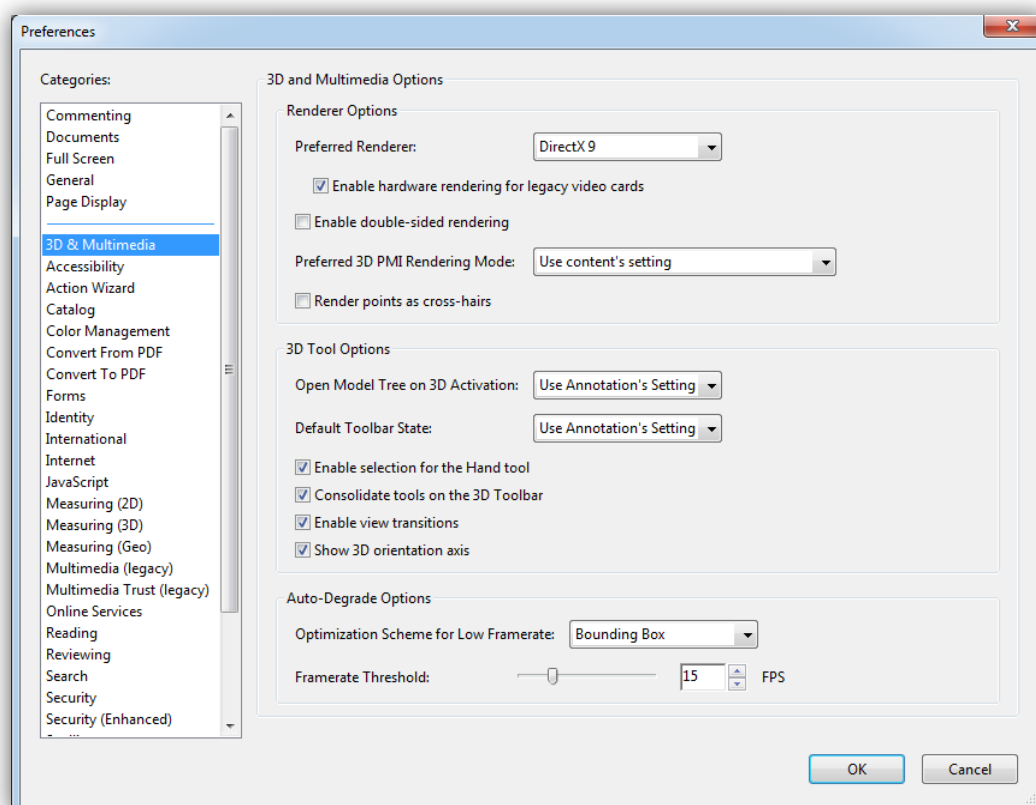 Preferences
Categories:
Commenting
Documents
Full Screen
General
Page Display
3D & Multimedia
Accessibility
Action Wizard
Catalog
Color Management
Convert From PDF
Convert To PDF
Forms
Identity
International
Internet
JavaScript
Measuring (2D)
Measuring (3D)
Measuring (Geo)
Multimedia (legacy)
Multimedia Trust (legacy)
Online Services
Reading
Reviewing
Search
Security
Security (Enhanced)
3D and Multimedia Options
Renderer Options
Preferred Renderer: DirectX 9
Enable hardware rendering for legacy video cards
Enable double-sided rendering
Preferred 3D PMI Rendering Mode: Use content's setting
Render points as cross-hairs
3D Tool Options
Open Model Tree on 3D Activation: Use Annotation's Setting
Default Toolbar State: Use Annotation's Setting
Enable selection for the Hand tool
Consolidate tools on the 3D Toolbar
Enable view transitions
Show 3D orientation axis
Auto-Degrade Options
Optimization Scheme for Low Framerate: Bounding Box
Framerate Threshold: 15 FPS
OK Cancel